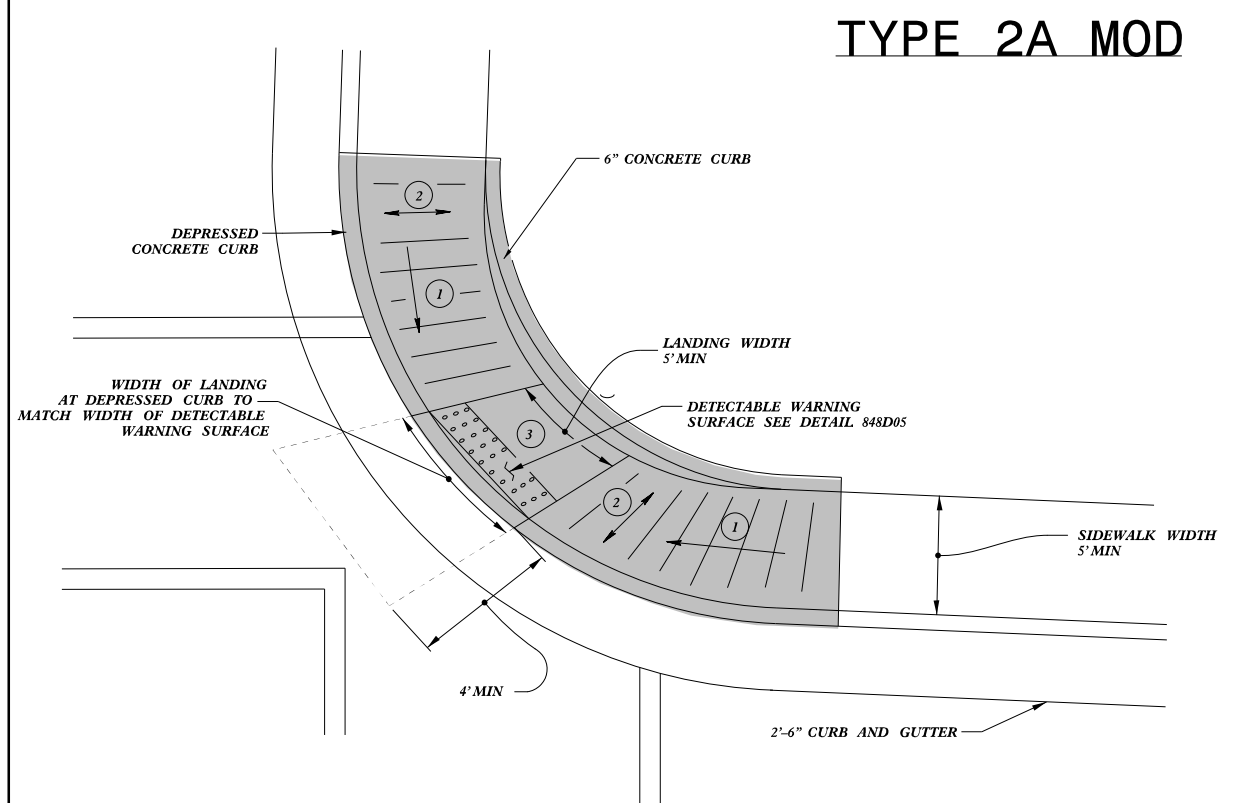 TYPE 2A MOD
6” CONCRETE CURB
2
DEPRESSED
CONCRETE CURB
1
LANDING WIDTH
5’ MIN
WIDTH OF LANDING
AT DEPRESSED CURB TO
MATCH WIDTH OF DETECTABLE
WARNING SURFACE
DETECTABLE WARNING
SURFACE SEE DETAIL 848D05
3
2
1
SIDEWALK WIDTH
5’ MIN
4’ MIN
2’–6” CURB AND GUTTER